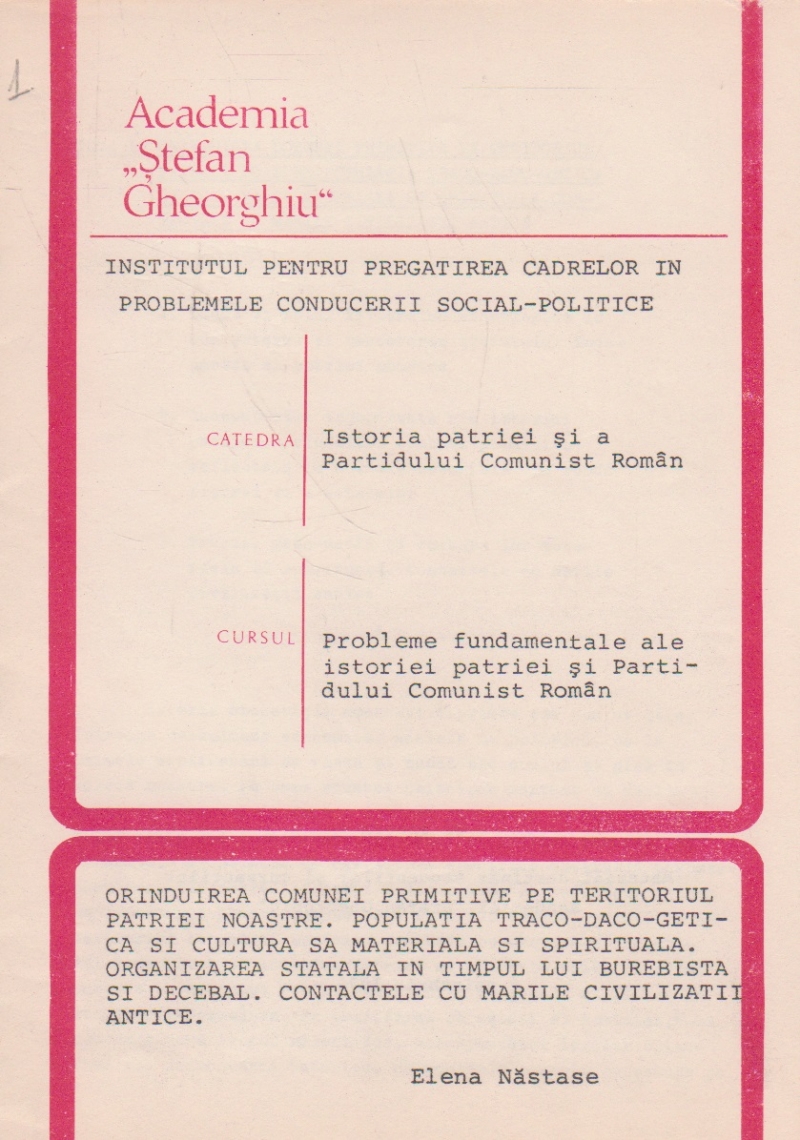 1
Academia
„Ștefan
Gheorghiu“
INSTITUTUL PENTRU PREGATIREA CADRELOR IN
PROBLEMELE CONDUCERII SOCIAL-POLITICE
CATEDRA
Istoria patriei și a
Partidului Comunist Român
CURSUL
Probleme fundamentale ale
istoriei patriei și Parti-
dului Comunist Român
ORINDUIREA COMUNEI PRIMITIVE PE TERITORIUL
PATRIEI NOASTRE. POPULATIA TRACO-DACO-GETI-
CA SI CULTURA SA MATERIALA SI SPIRITUALA.
ORGANIZAREA STATALA IN TIMPUL LUI BUREBISTA
SI DECEBAL. CONTACTELE CU MARILE CIVILIZATII
ANTICE.
Elena Năstase